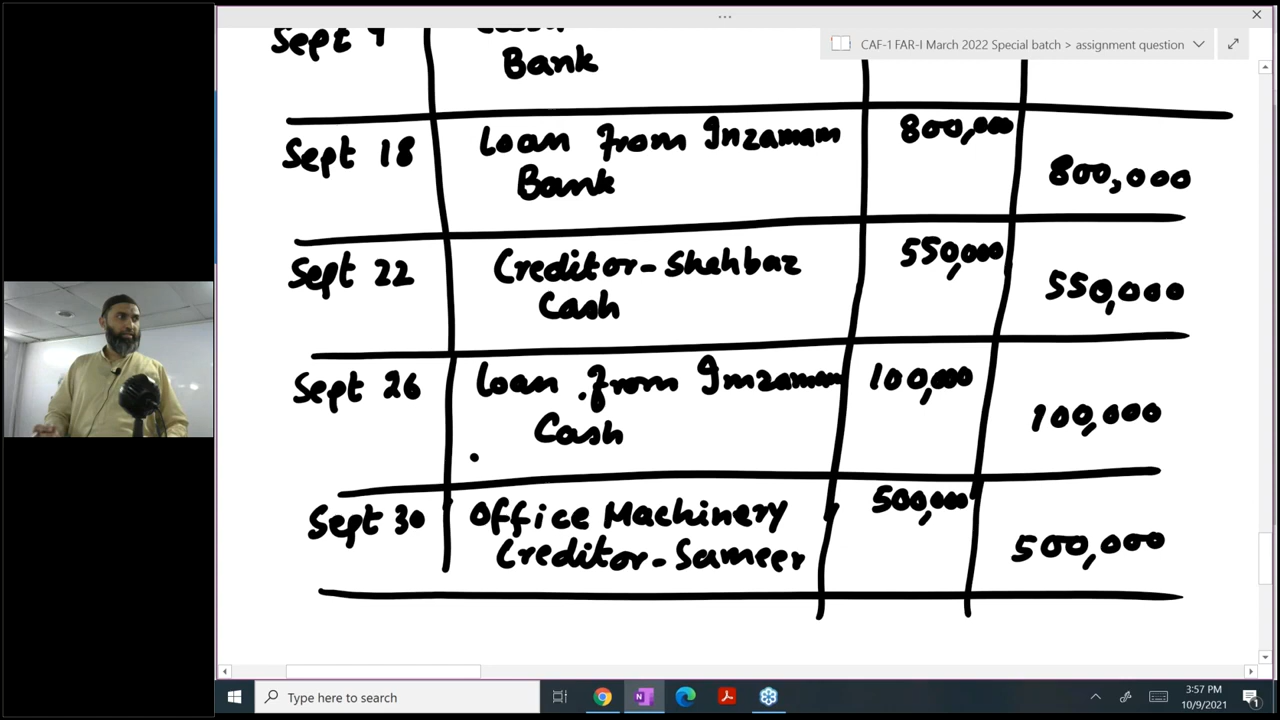 ...
CAF-1 FAR-I March 2022 Special batch > assignment question
Sept
Bank
Sept 18 Loan from Inzamam 800,000
Bank 800,000
Sept 22 Creditor-Shehbaz 550,000
Cash 550,000
Sept 26 Loan from Imzamam 100,000
Cash 100,000
Sept 30 Office Machinery 500,000
Creditor-Sameer 500,000
Type here to search
3:57 PM
10/9/2021
1